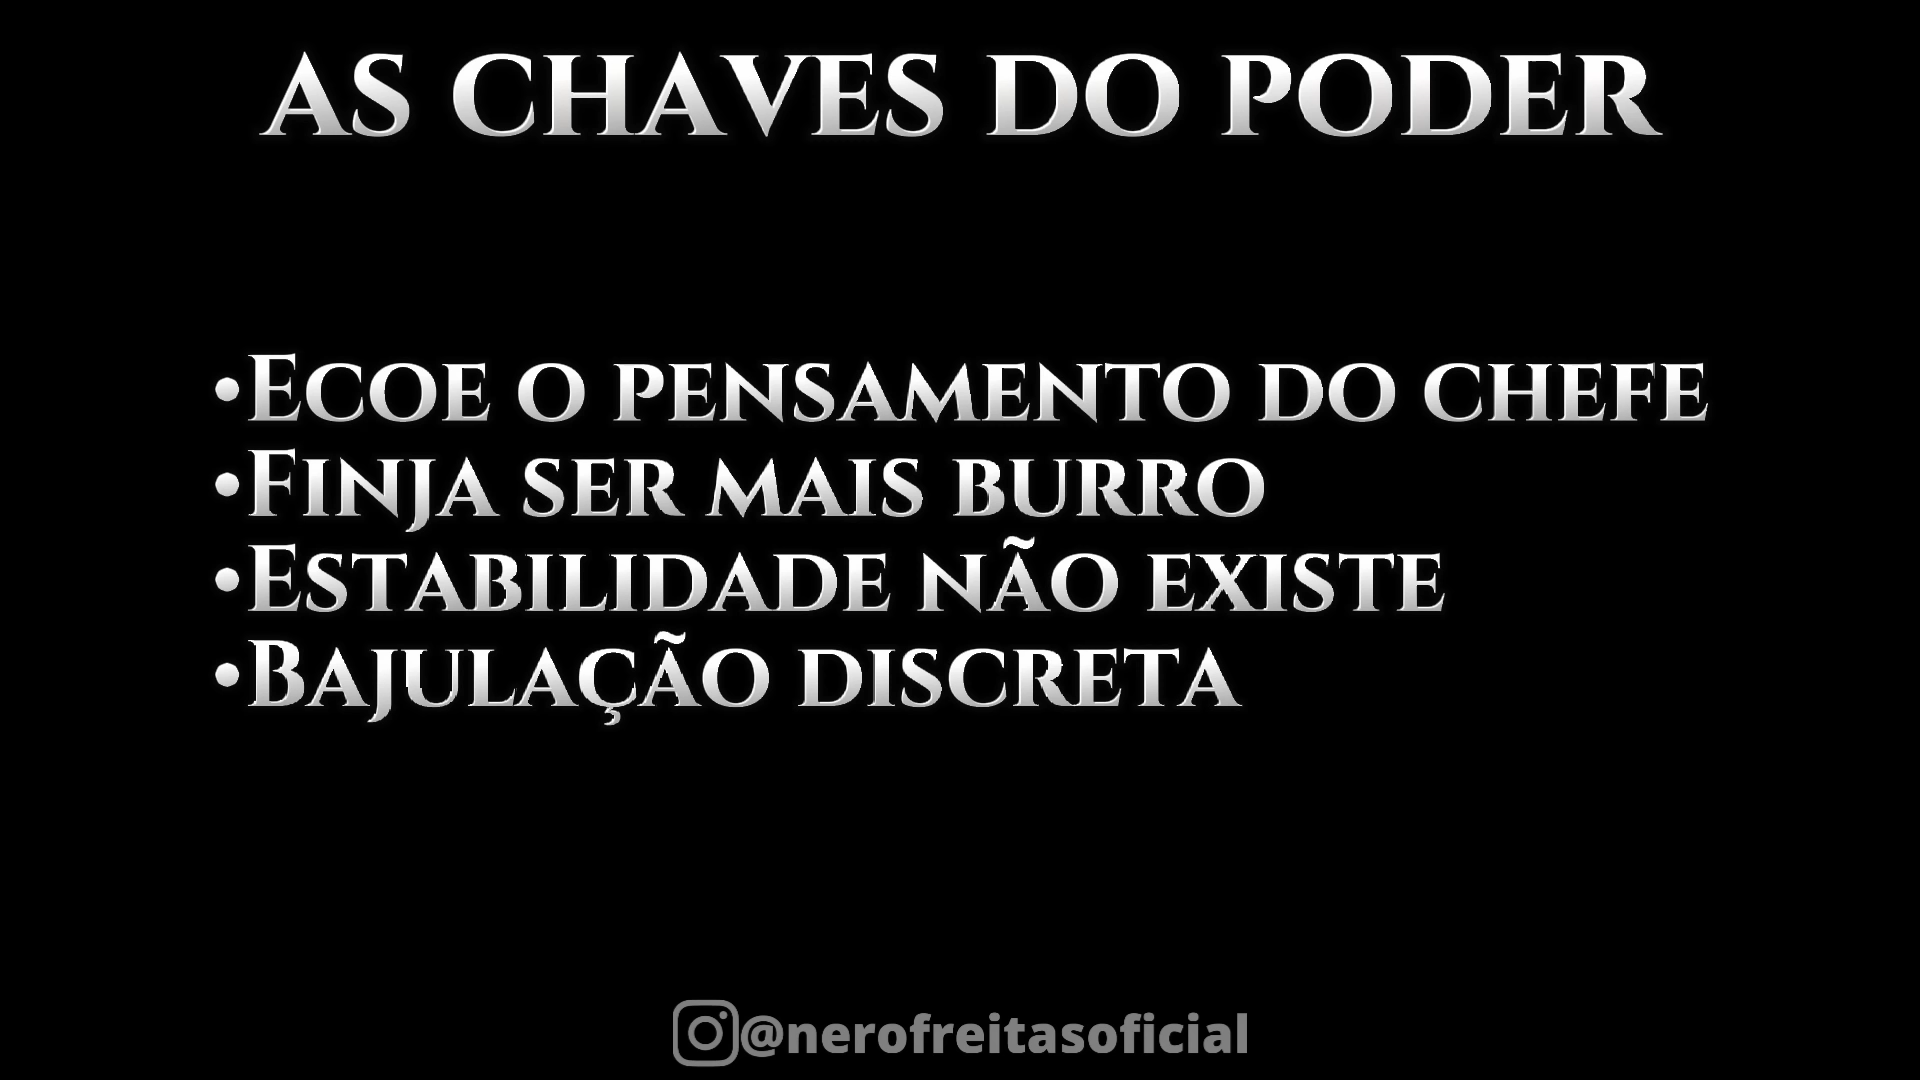 AS CHAVES DO PODER
•Ecoe o pensamento do chefe
•Finja ser mais burro
•Estabilidade não existe
•Bajulação discreta
@nerofreitasoficial